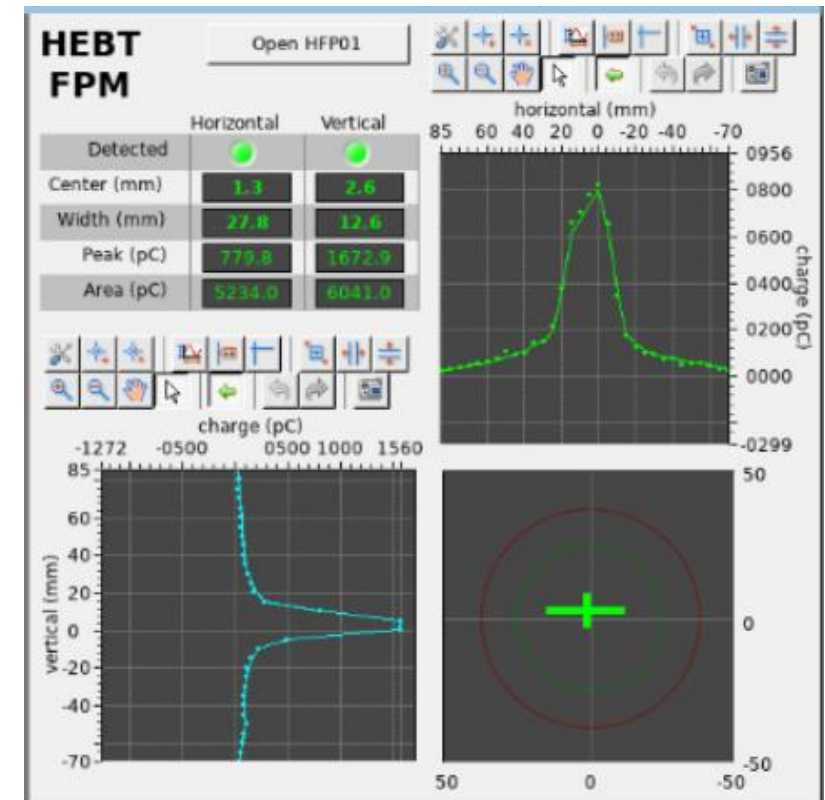 HEBT
FPM
Open HFP01
Horizontal Vertical
Detected
Center (mm) 1.3 2.6
Width (mm) 27.8 12.6
Peak (pC) 779.8 1672.9
Area (pC) 5234.0 6041.0
horizontal (mm)
85 60 40 20 0 -20 -40 -70
0956
0800
0600
0400
0200
0000
-0299
charge (pC)
charge (pC)
-1272 -0500 0500 1000 1560
85
60
40
20
0
-20
-40
-70
vertical (mm)
50
0
-50
50 0 -50